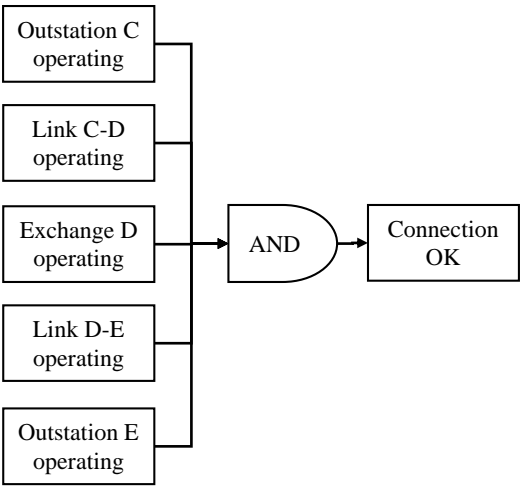 Outstation C
operating
Link C-D
operating
Exchange D
operating
AND
Connection
OK
Link D-E
operating
Outstation E
operating